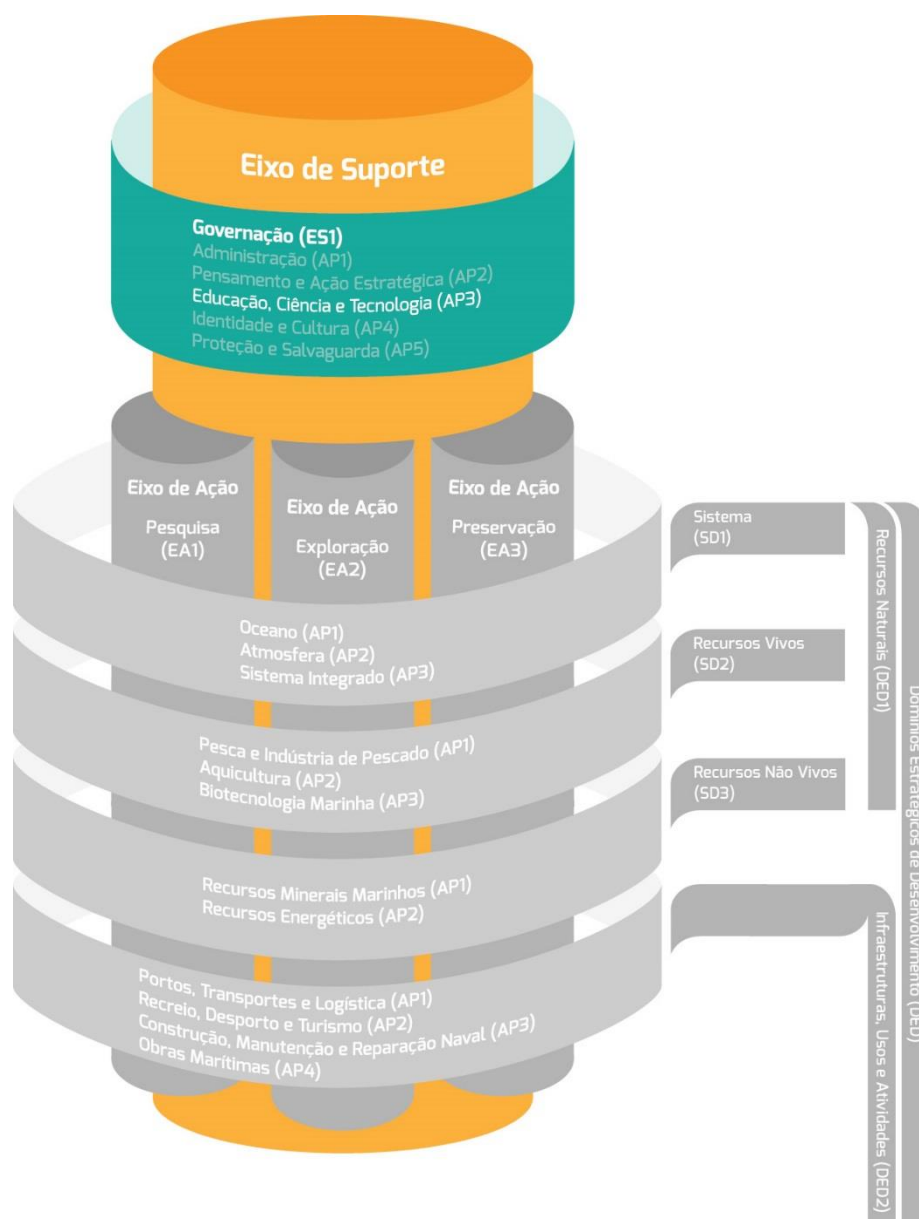 Eixo de Suporte
Governação (ES1)
Administração (AP1)
Pensamento e Ação Estratégica (AP2)
Educação, Ciência e Tecnologia (AP3)
Identidade e Cultura (AP4)
Proteção e Salvaguarda (AP5)
Eixo de Ação
Pesquisa
(EA1)
Eixo de Ação
Exploração
(EA2)
Eixo de Ação
Preservação
(EA3)
Oceano (AP1)
Atmosfera (AP2)
Sistema Integrado (AP3)
Pesca e Indústria de Pescado (AP1)
Aquicultura (AP2)
Biotecnologia Marinha (AP3)
Recursos Minerais Marinhos (AP1)
Recursos Energéticos (AP2)
Portos, Transportes e Logística (AP1)
Recreio, Desporto e Turismo (AP2)
Construção, Manutenção e Reparação Naval (AP3)
Obras Marítimas (AP4)
Sistema
(SD1)
Recursos Vivos
(SD2)
Recursos Não Vivos
(SD3)
Recursos Naturais (DED1)
Infraestruturas, Usos e Atividades (DED2)
Domínios Estratégicos de Desenvolvimento (DED)